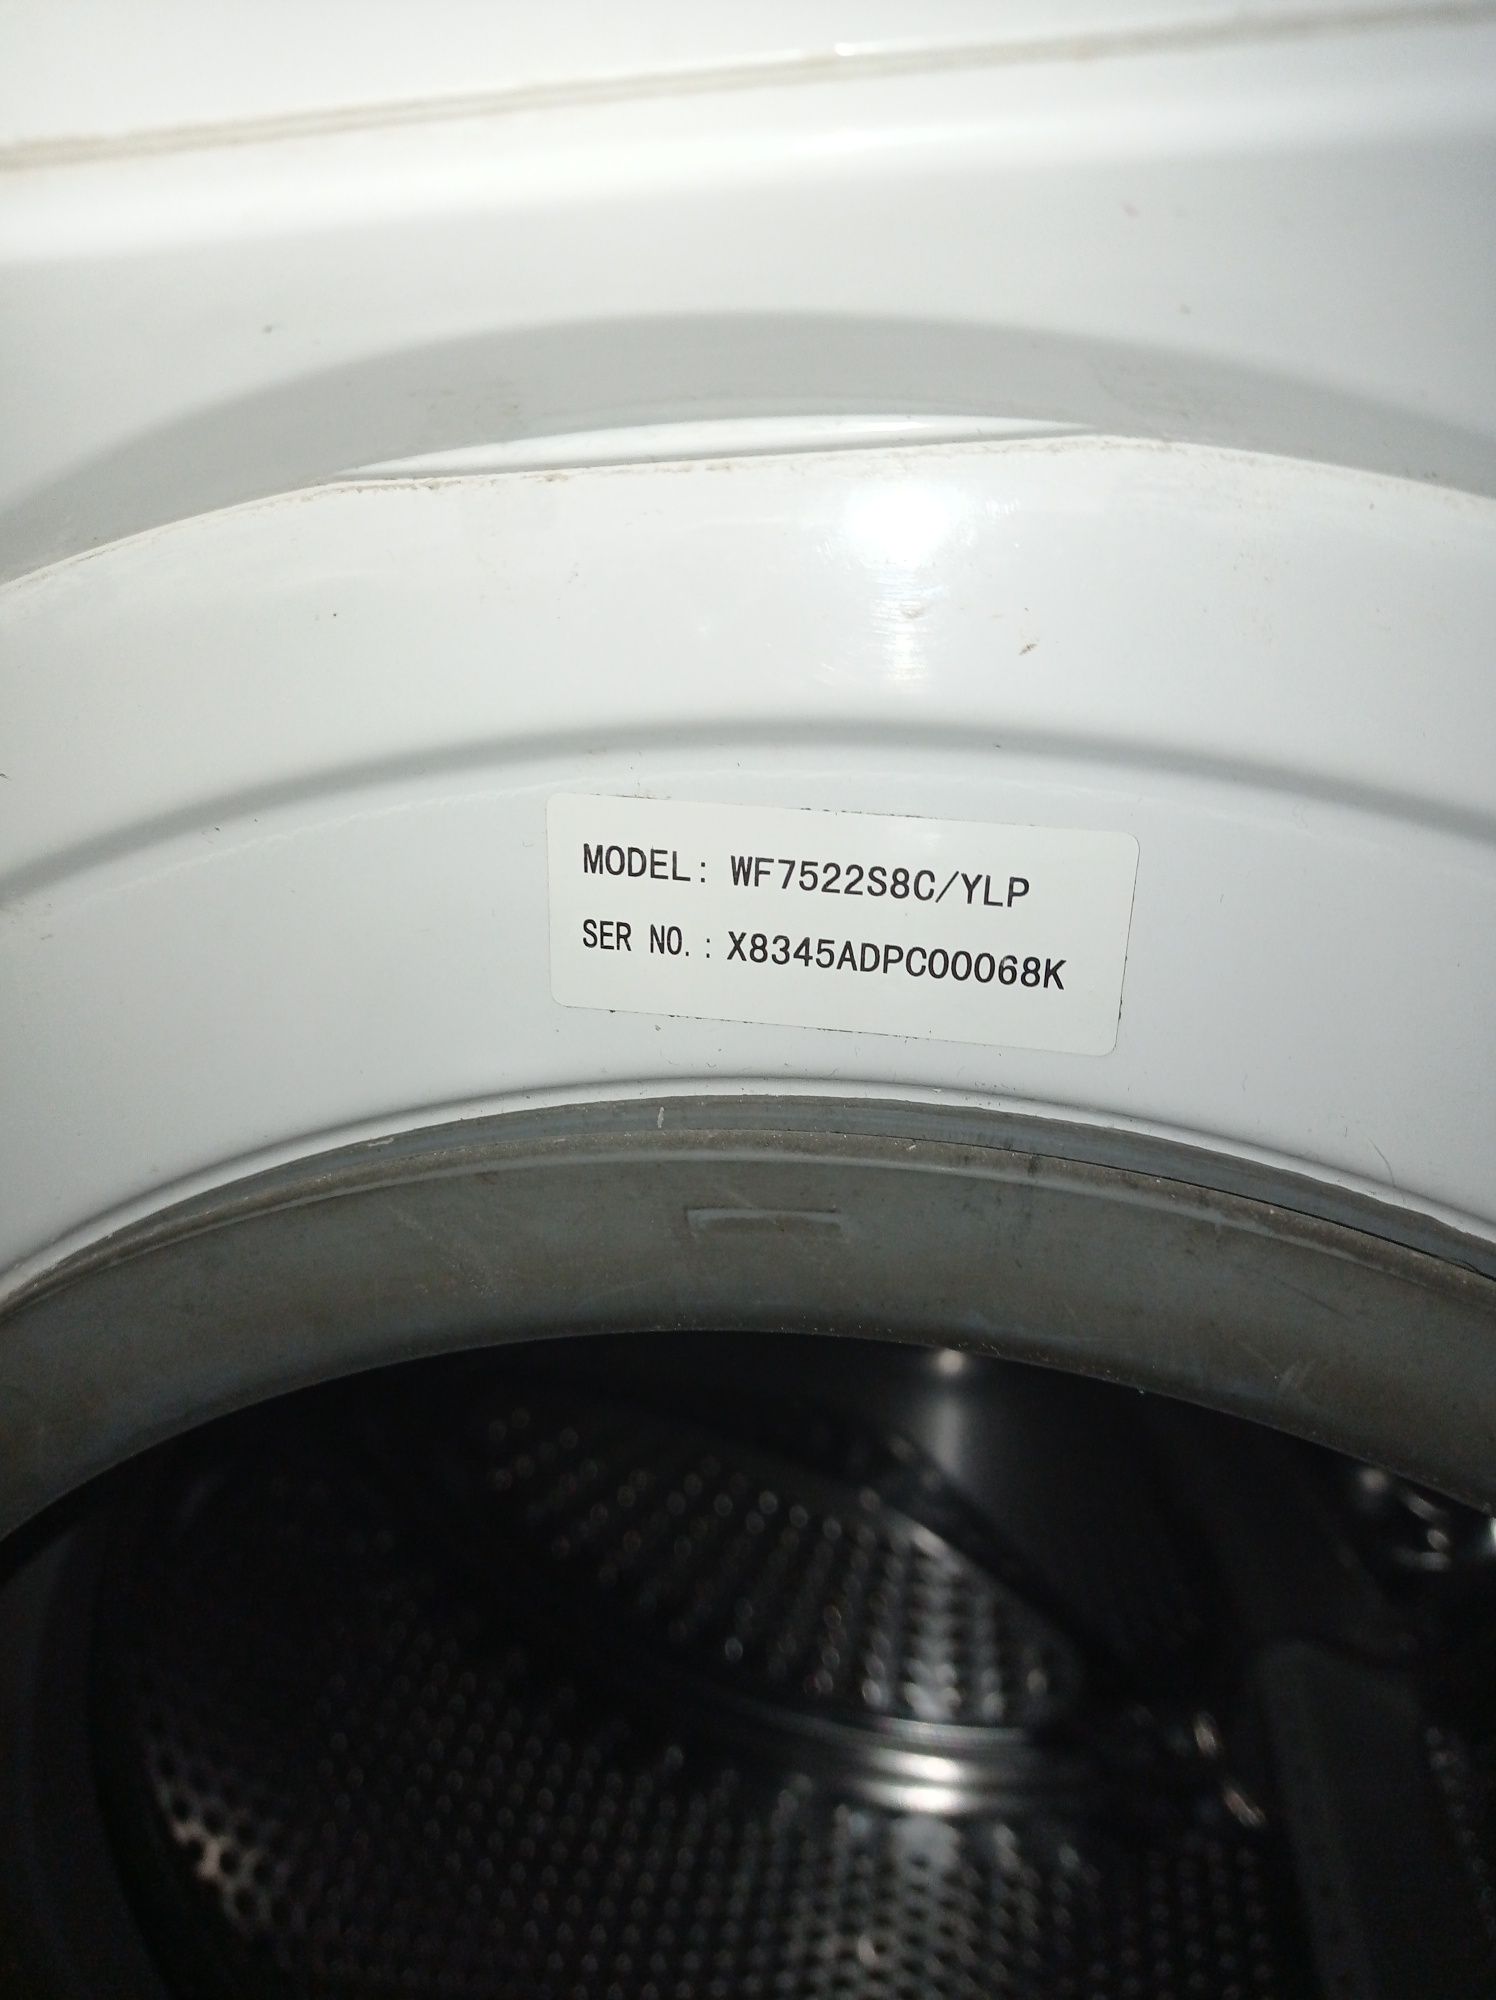 MODEL: WF7522S8C/YLP
SER NO.: X8345ADPC00068K